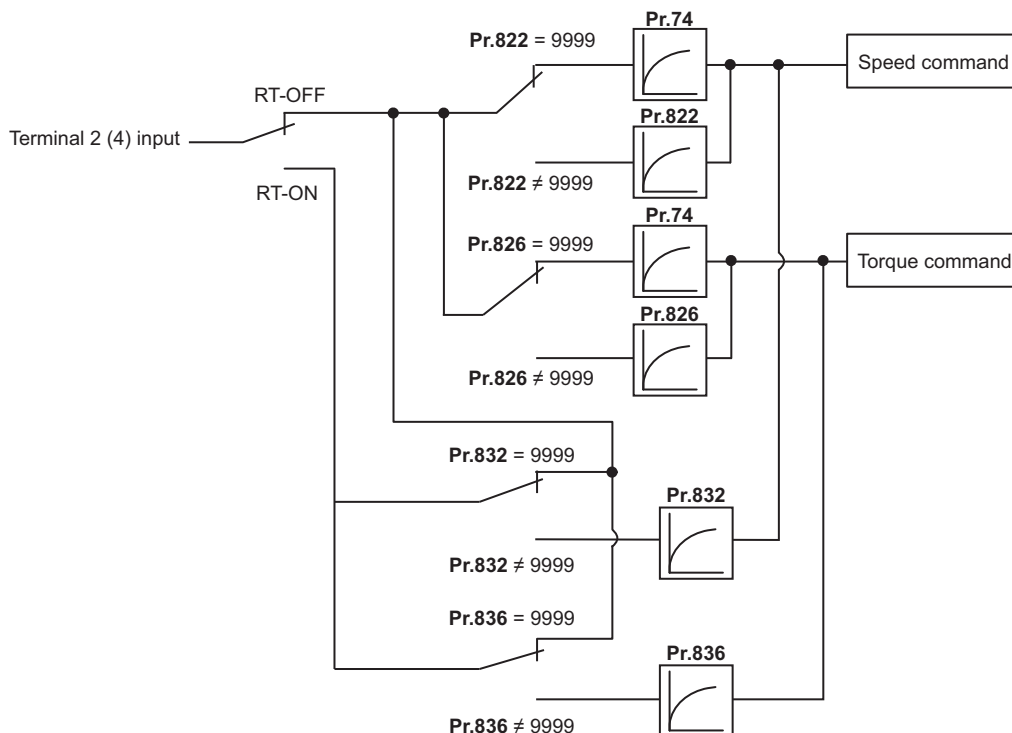 Pr.74
Pr.822 = 9999
Speed command
RT-OFF
Pr.822
Terminal 2 (4) input
RT-ON
Pr.822 ≠ 9999
Pr.74
Pr.826 = 9999
Torque command
Pr.826
Pr.826 ≠ 9999
Pr.832 = 9999
Pr.832
Pr.832 ≠ 9999
Pr.836 = 9999
Pr.836
Pr.836 ≠ 9999